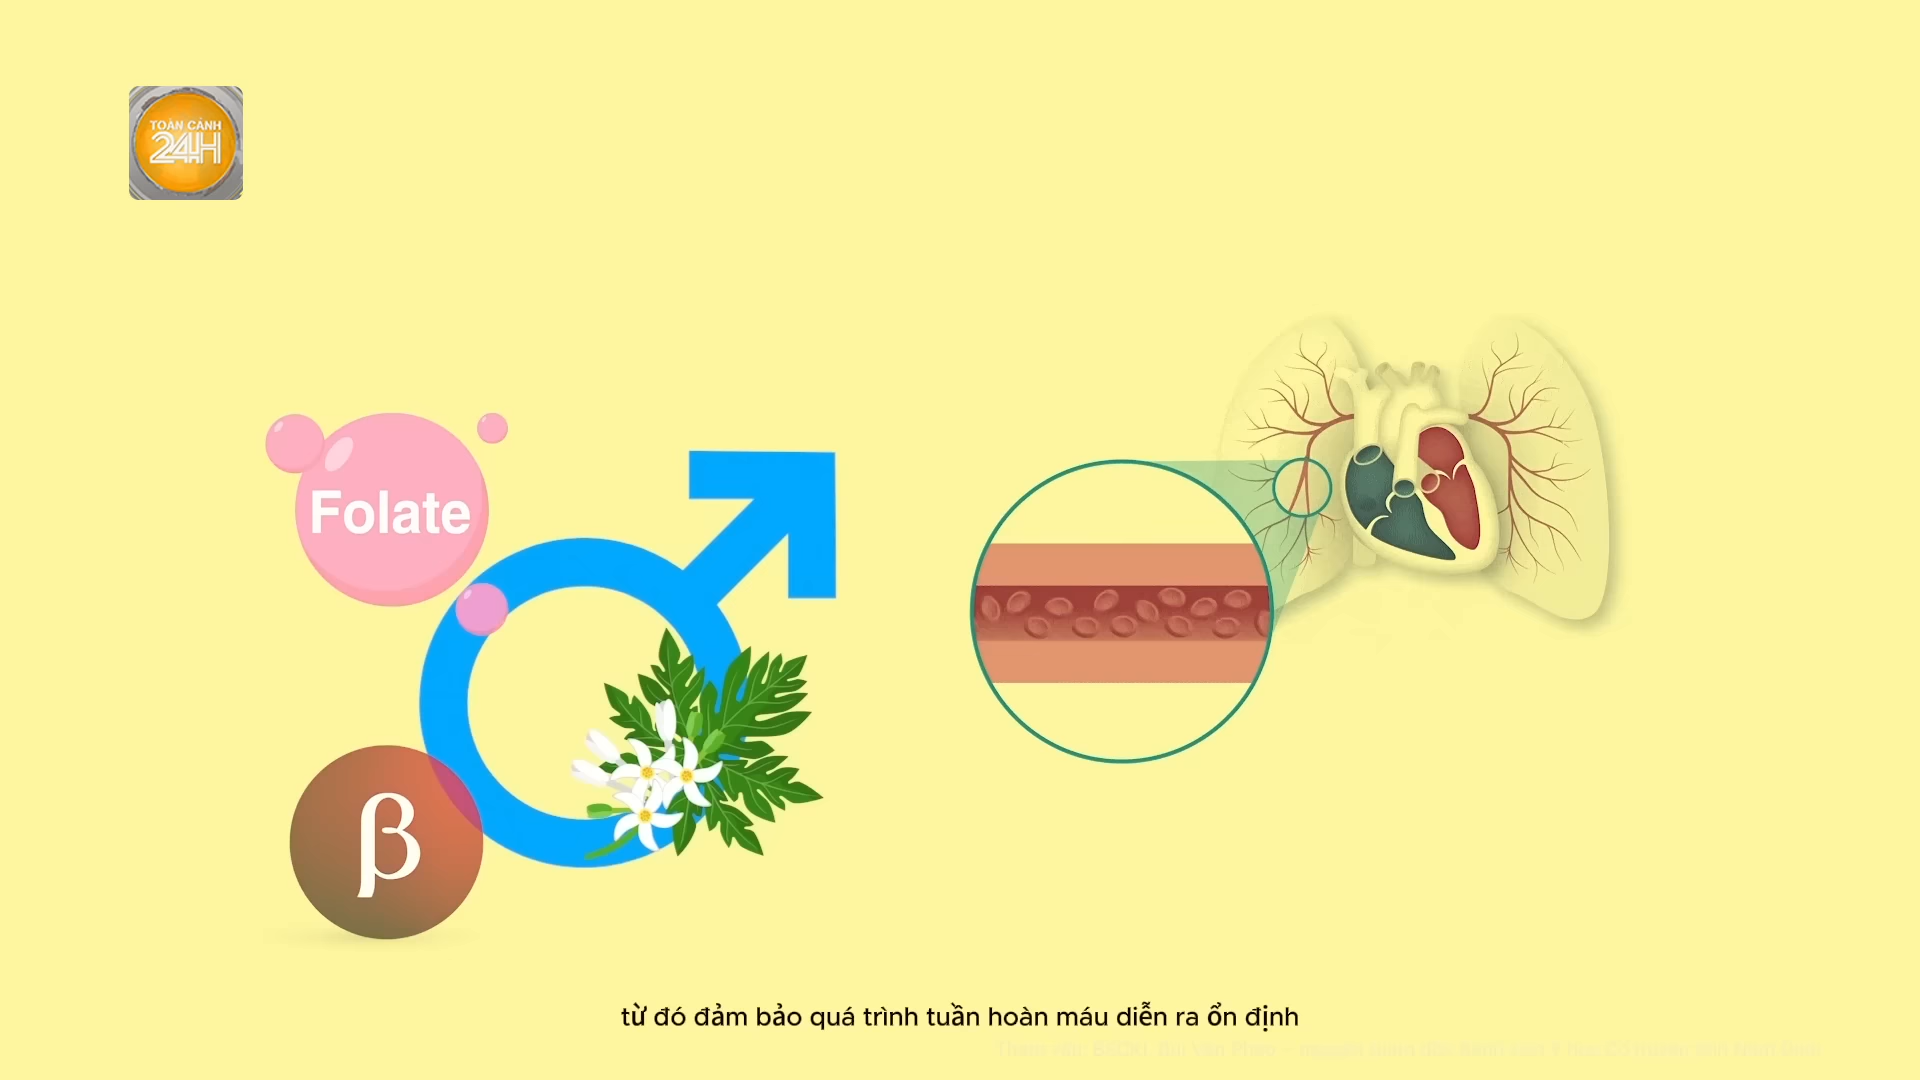 TOÀN CẢNH
24H
Folate
β
từ đó đảm bảo quá trình tuần hoàn máu diễn ra ổn định